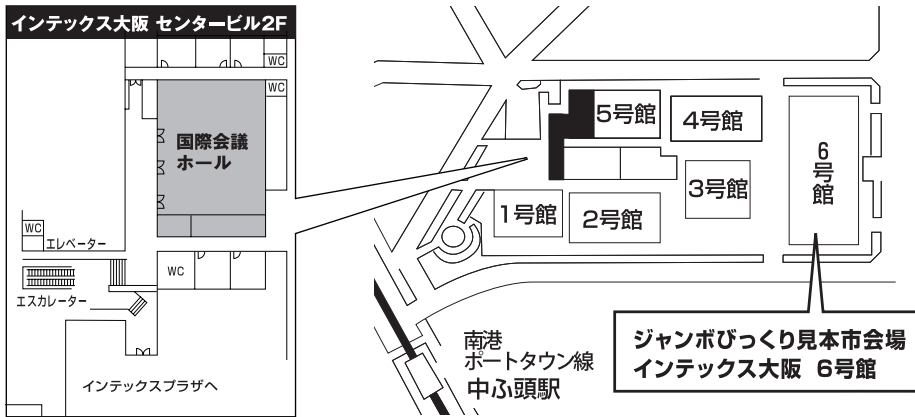 インテックス大阪 センタービル2F
WC
WC
国際会議
ホール
WC
エレベーター
WC
エスカレーター
インテックスプラザへ
5号館
4号館
6号館
3号館
1号館
2号館
南港
ポートタウン線
中ふ頭駅
ジャンボびっくり見本市会場
インテックス大阪 6号館